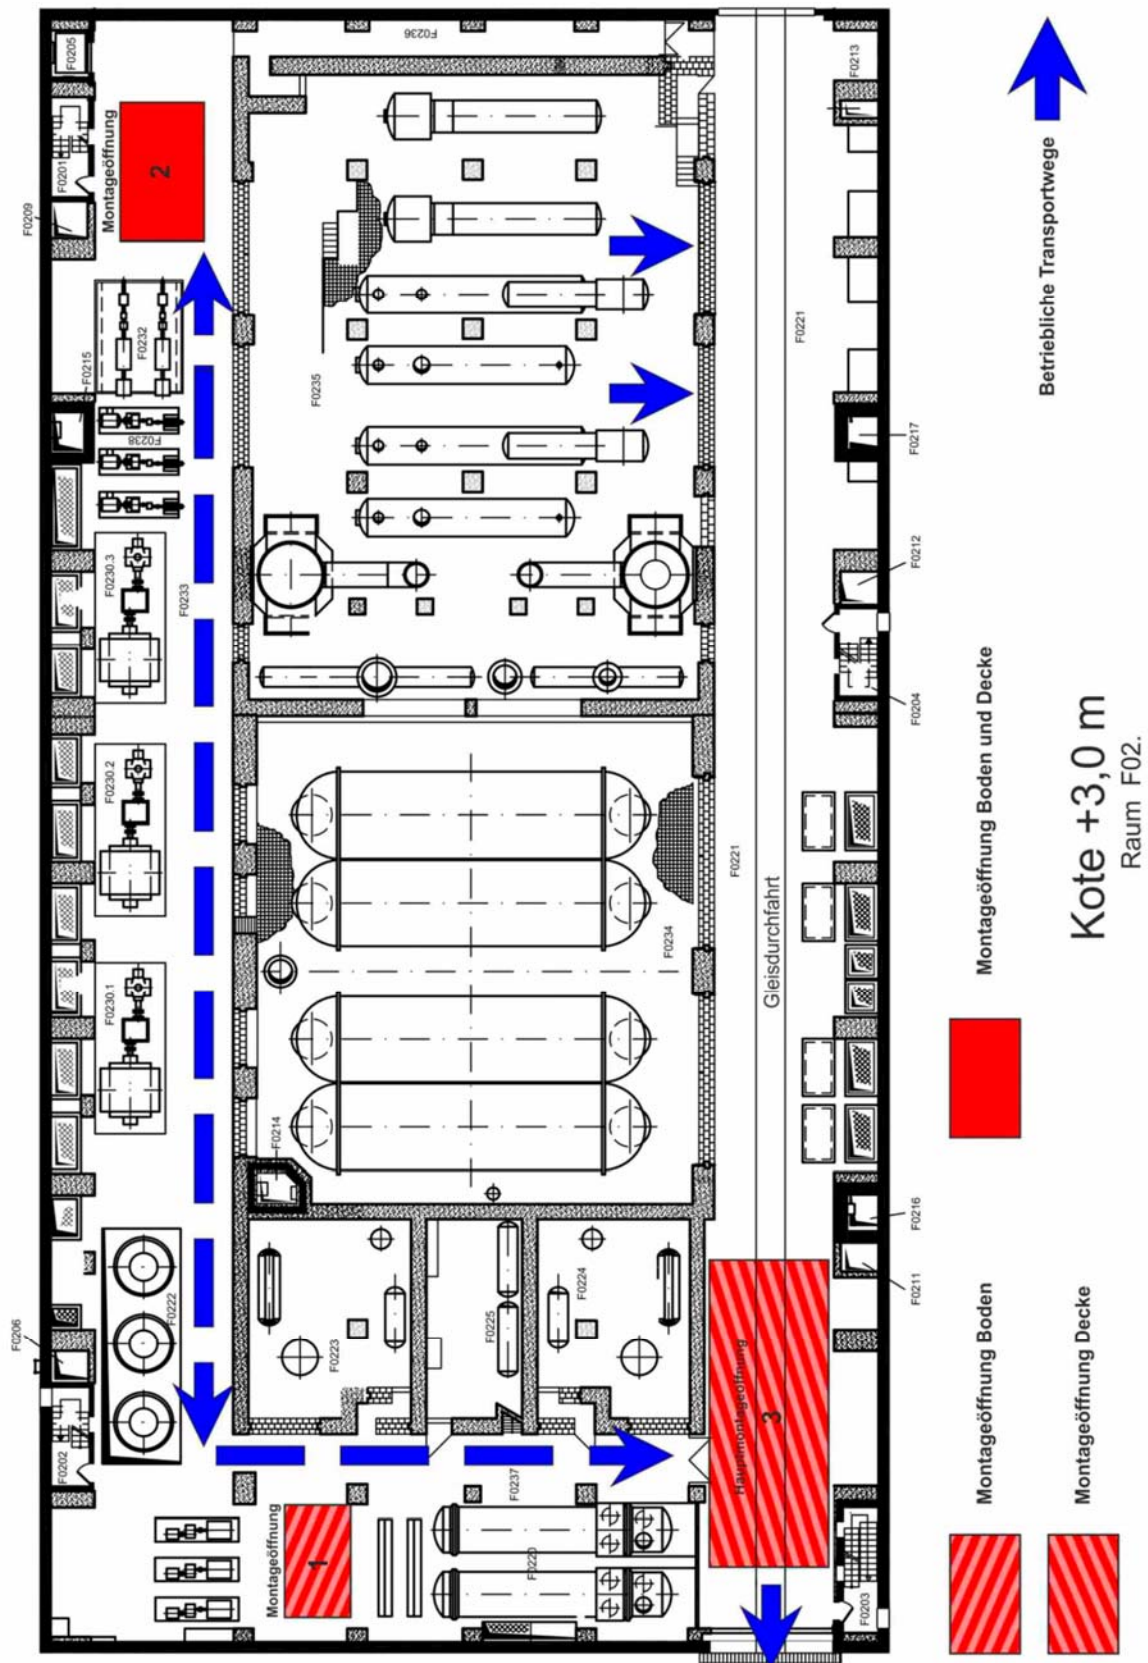 F0205
F0236
F0213
F0201
F0209
Montageöffnung
2
F0232
F0215
F0238
F0235
F0221
F0217
F0230.3
F0233
F0212
F0204
F0230.2
F0221
F0234
Gleisdurchfahrt
F0230.1
F0214
F0216
F0211
F0222
F0206
F0223
F0225
F0224
F0202
F0237
Hauptmontageöffnung
3
Montageöffnung
1
F0220
F0203
Betriebliche Transportwege
Montageöffnung Boden und Decke
Montageöffnung Boden
Montageöffnung Decke
Kote +3,0 m
Raum F02.